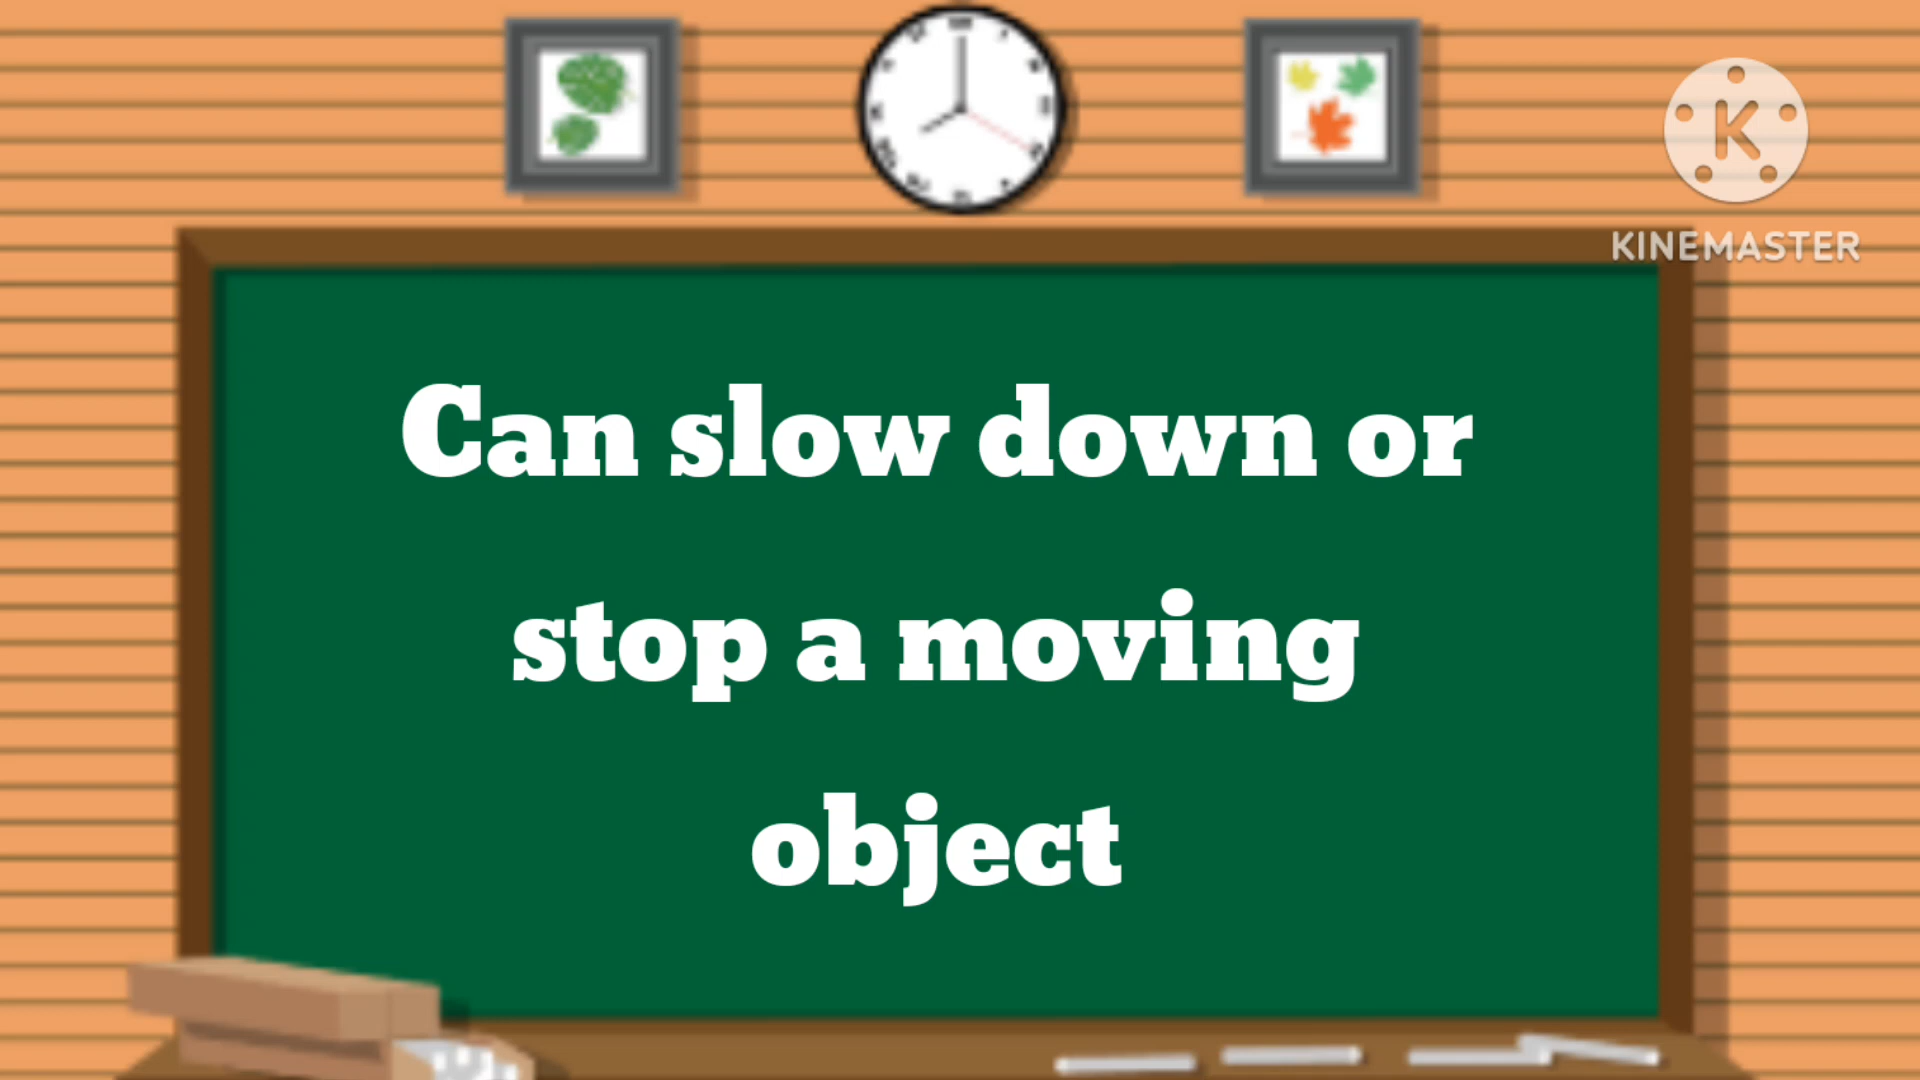 K
KINEMASTER
Can slow down or
stop a moving
object